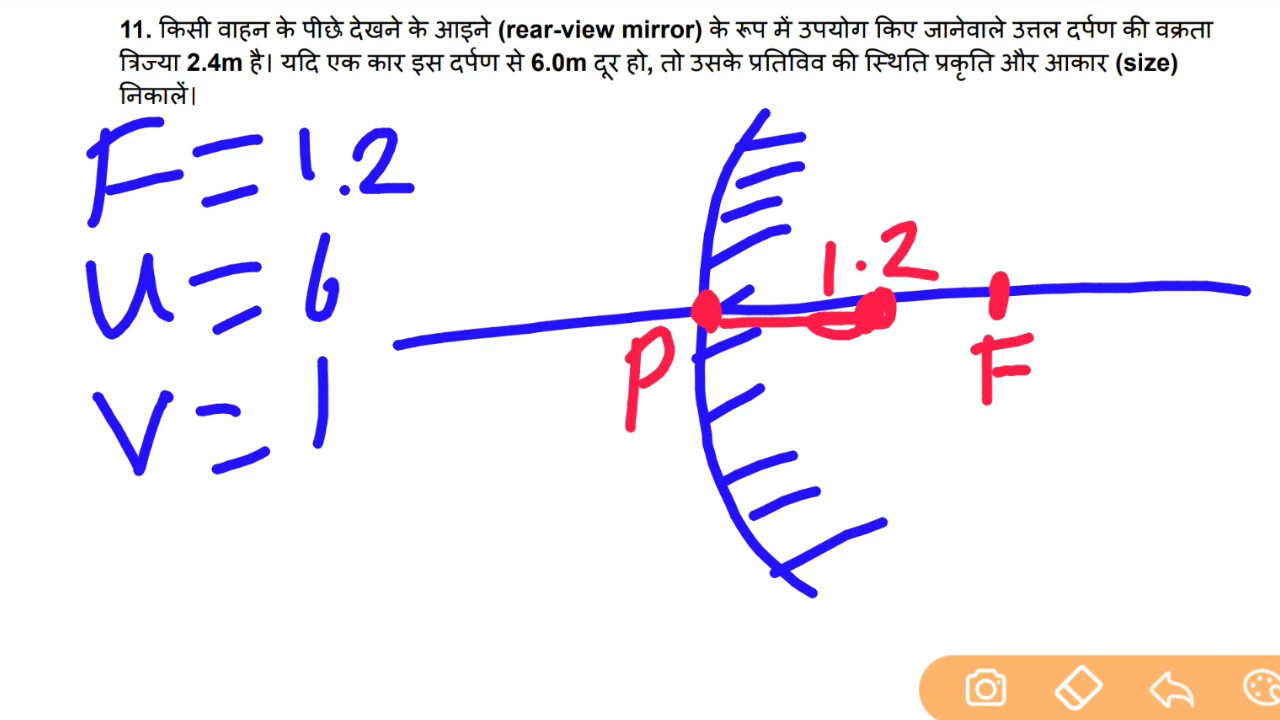 11. किसी वाहन के पीछे देखने के आइने (rear-view mirror) के रूप में उपयोग किए जानेवाले उत्तल दर्पण की वक्रता
त्रिज्या 2.4m है। यदि एक कार इस दर्पण से 6.0m दूर हो, तो उसके प्रतिविव की स्थिति प्रकृति और आकार (size)
निकालें।
F = 1.2
u = 6
v = 1
1.2
P
F